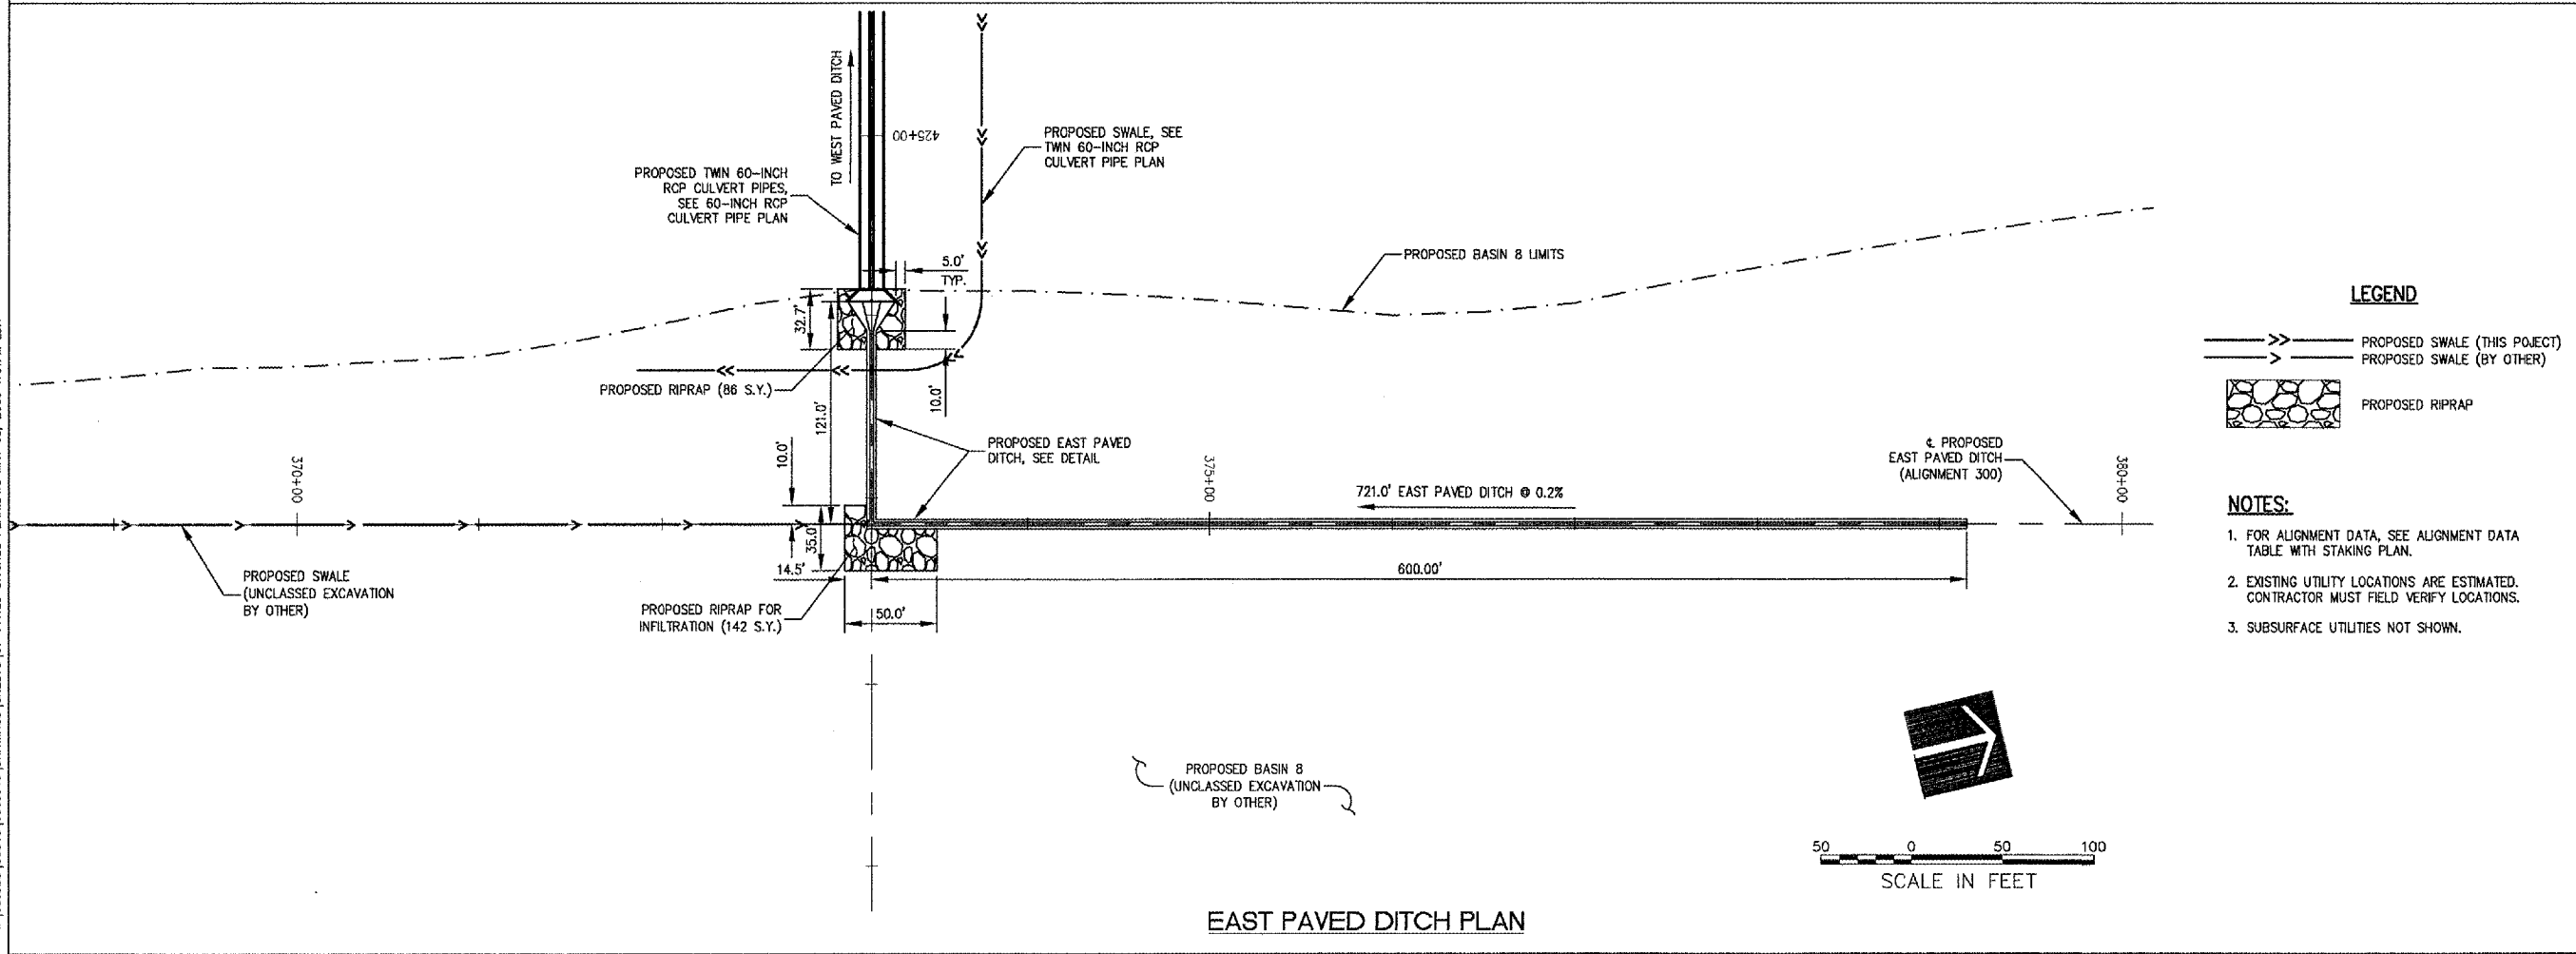 TO WEST PAVED DITCH
425+00
PROPOSED SWALE, SEE
TWIN 60-INCH RCP
CULVERT PIPE PLAN
PROPOSED TWIN 60-INCH
RCP CULVERT PIPES,
SEE 60-INCH RCP
CULVERT PIPE PLAN
5.0'
TYP.
PROPOSED BASIN 8 LIMITS
32.7'
PROPOSED RIPRAP (86 S.Y.)
10.0'
121.0'
PROPOSED EAST PAVED
DITCH, SEE DETAIL
10.0'
370+00
375+00
380+00
℄ PROPOSED
EAST PAVED DITCH
(ALIGNMENT 300)
721.0' EAST PAVED DITCH @ 0.2%
35.0'
14.5'
600.00'
50.0'
PROPOSED SWALE
(UNCLASSED EXCAVATION
BY OTHER)
PROPOSED RIPRAP FOR
INFILTRATION (142 S.Y.)
PROPOSED BASIN 8
(UNCLASSED EXCAVATION
BY OTHER)
LEGEND
PROPOSED SWALE (THIS POJECT)
PROPOSED SWALE (BY OTHER)
PROPOSED RIPRAP
NOTES:
1. FOR ALIGNMENT DATA, SEE ALIGNMENT DATA
TABLE WITH STAKING PLAN.
2. EXISTING UTILITY LOCATIONS ARE ESTIMATED.
CONTRACTOR MUST FIELD VERIFY LOCATIONS.
3. SUBSURFACE UTILITIES NOT SHOWN.
50 0 50 100
SCALE IN FEET
EAST PAVED DITCH PLAN